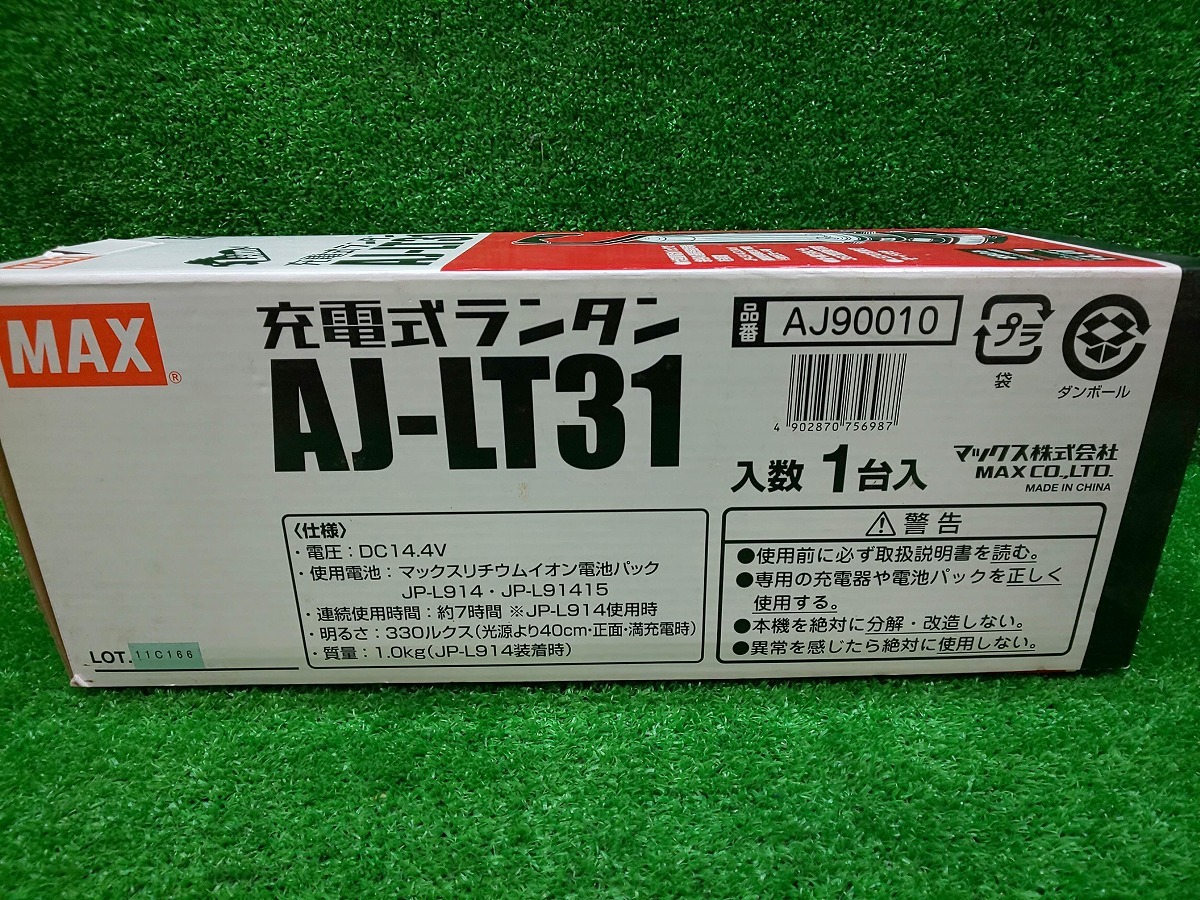 充電式ランタン
AJ-LT31
MAX®
充電式ランタン
AJ-LT31
品番 AJ90010
プラ
袋
ダンボール
4 902870 756987
入数 1台入
マックス株式会社
MAX CO.,LTD.
MADE IN CHINA
〈仕様〉
・電圧：DC14.4V
・使用電池：マックスリチウムイオン電池パック
JP-L914・JP-L91415
・連続使用時間：約7時間 ※JP-L914使用時
・明るさ：330ルクス(光源より40cm・正面・満充電時)
・質量：1.0kg(JP-L914装着時)
警告
●使用前に必ず取扱説明書を読む。
●専用の充電器や電池パックを正しく
使用する。
●本機を絶対に分解・改造しない。
●異常を感じたら絶対に使用しない。
LOT. 11C166